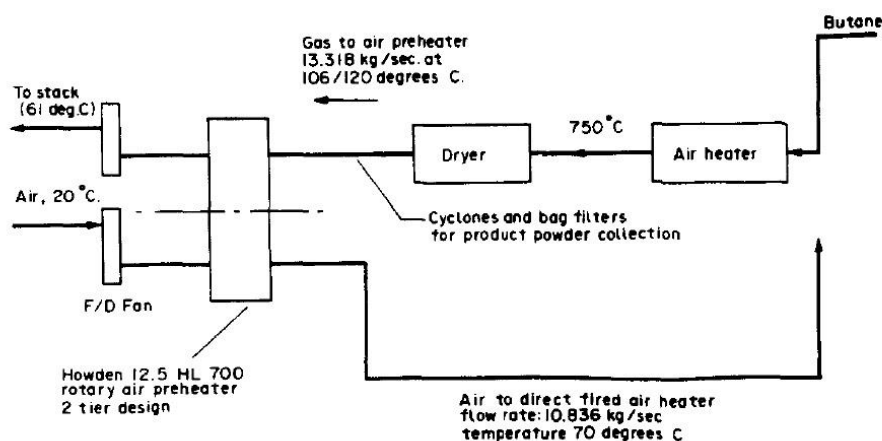 Butane
Gas to air preheater
13.318 kg/sec. at
106/120 degrees C.
To stack
(61 deg.C)
750°C
Dryer
Air heater
Air, 20°C.
Cyclones and bag filters
for product powder collection
F/D Fan
Howden 12.5 HL 700
rotary air preheater
2 tier design
Air to direct fired air heater
flow rate: 10.836 kg/sec
temperature 70 degrees C